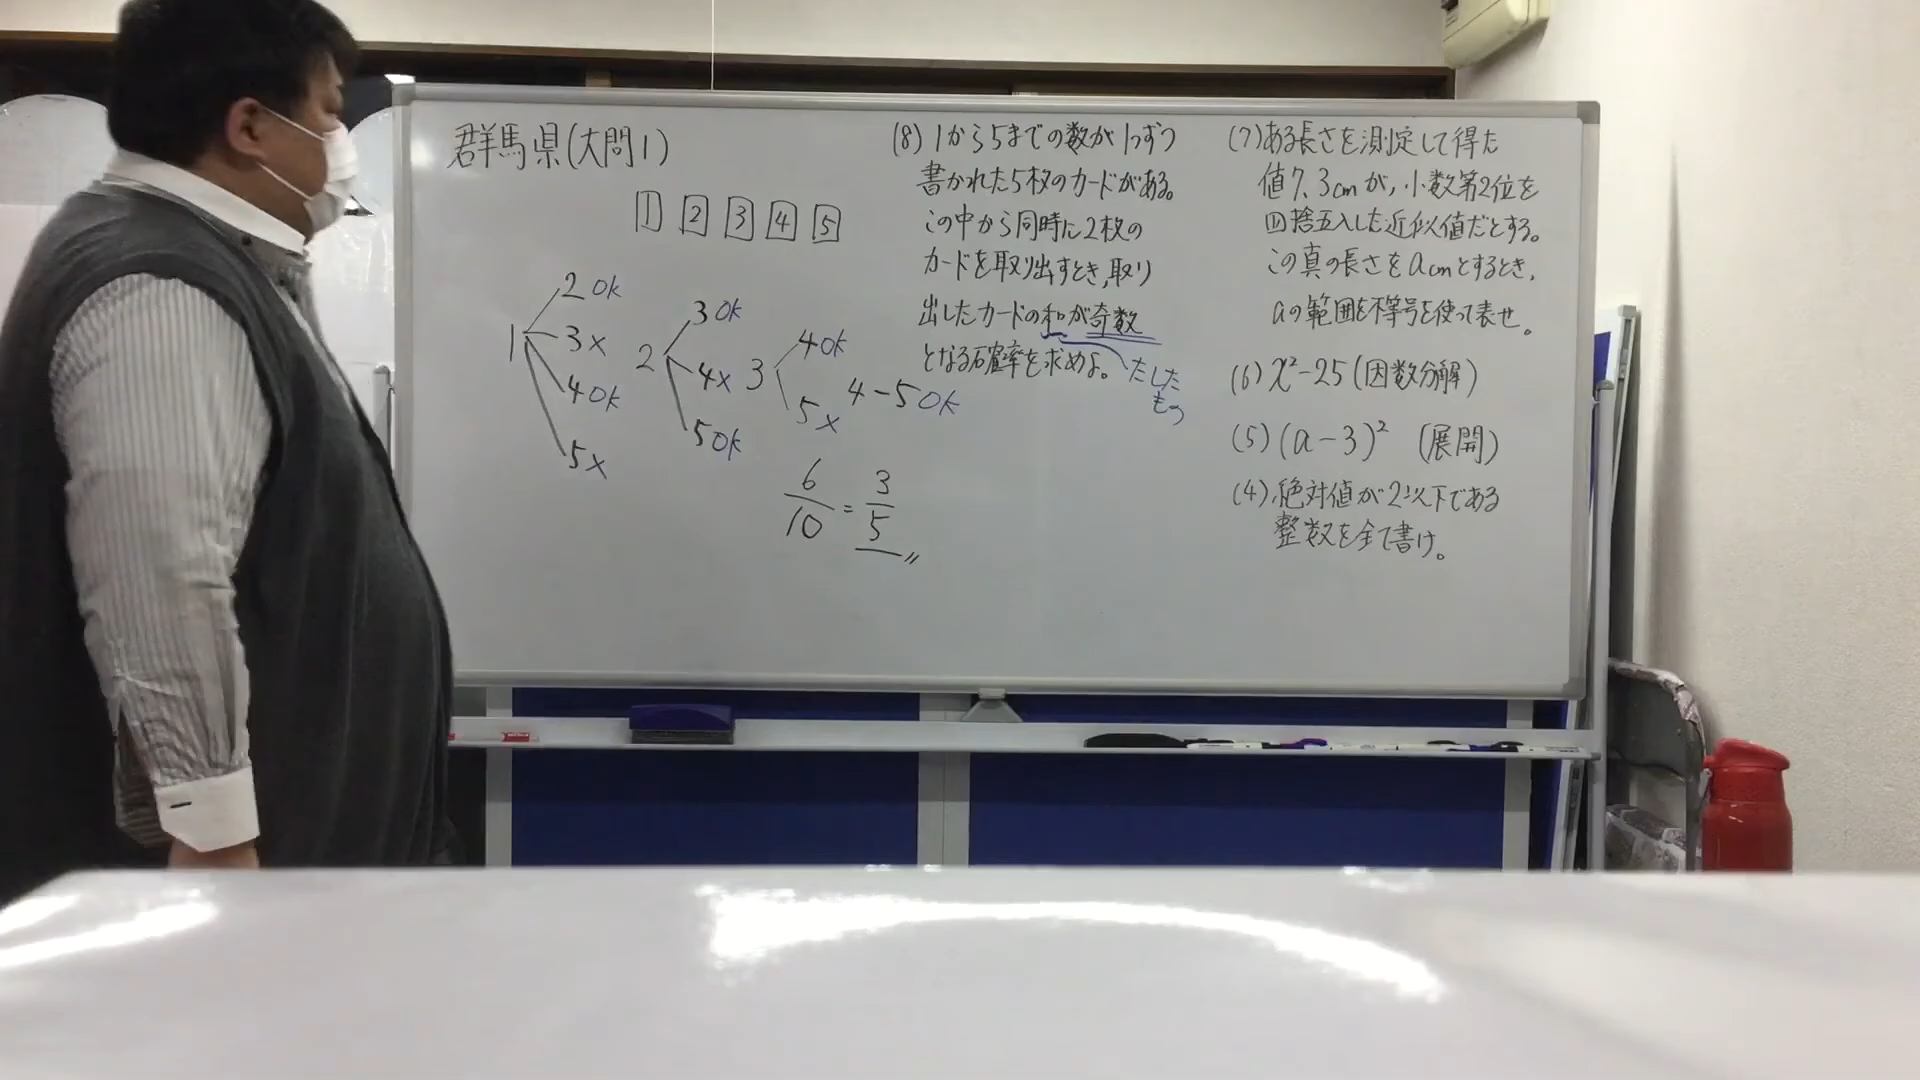 群馬県(大問1)
1 2 3 4 5
1
2 ok
3 x
4 ok
5 x
2
3 ok
4 x
5 ok
3
4 ok
5 x
4-5 ok
6/10 = 3/5
(8) 1から5までの数が1つずつ
書かれた5枚のカードがある。
この中から同時に2枚の
カードを取り出すとき,取り
出したカードの和が奇数
となる確率を求めよ。
たした
もの
(7)ある長さを測定して得た
値7.3cmが,小数第2位を
四捨五入した近似値だとする。
この真の長さをacmとするとき,
aの範囲を不等号を使って表せ。
(6) x²-25(因数分解)
(5) (a-3)² (展開)
(4) 絶対値が2以下である
整数を全て書け。